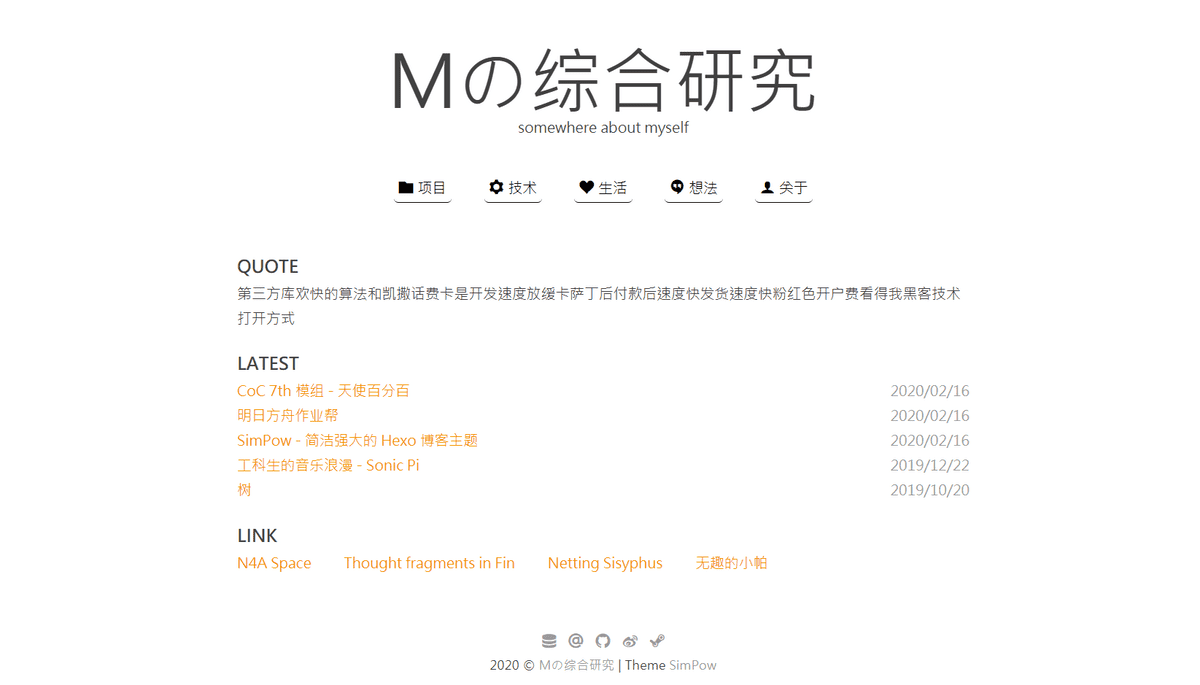 Mの综合研究
somewhere about myself
项目 技术 生活 想法 关于
QUOTE
第三方库欢快的算法和凯撒话费卡是开发速度放缓卡萨丁后付款后速度快发货速度快粉红色开户费看得我黑客技术
打开方式
LATEST
CoC 7th 模组 - 天使百分百 2020/02/16
明日方舟作业帮 2020/02/16
SimPow - 简洁强大的 Hexo 博客主题 2020/02/16
工科生的音乐浪漫 - Sonic Pi 2019/12/22
树 2019/10/20
LINK
N4A Space Thought fragments in Fin Netting Sisyphus 无趣的小帕
2020 © Mの综合研究 | Theme SimPow